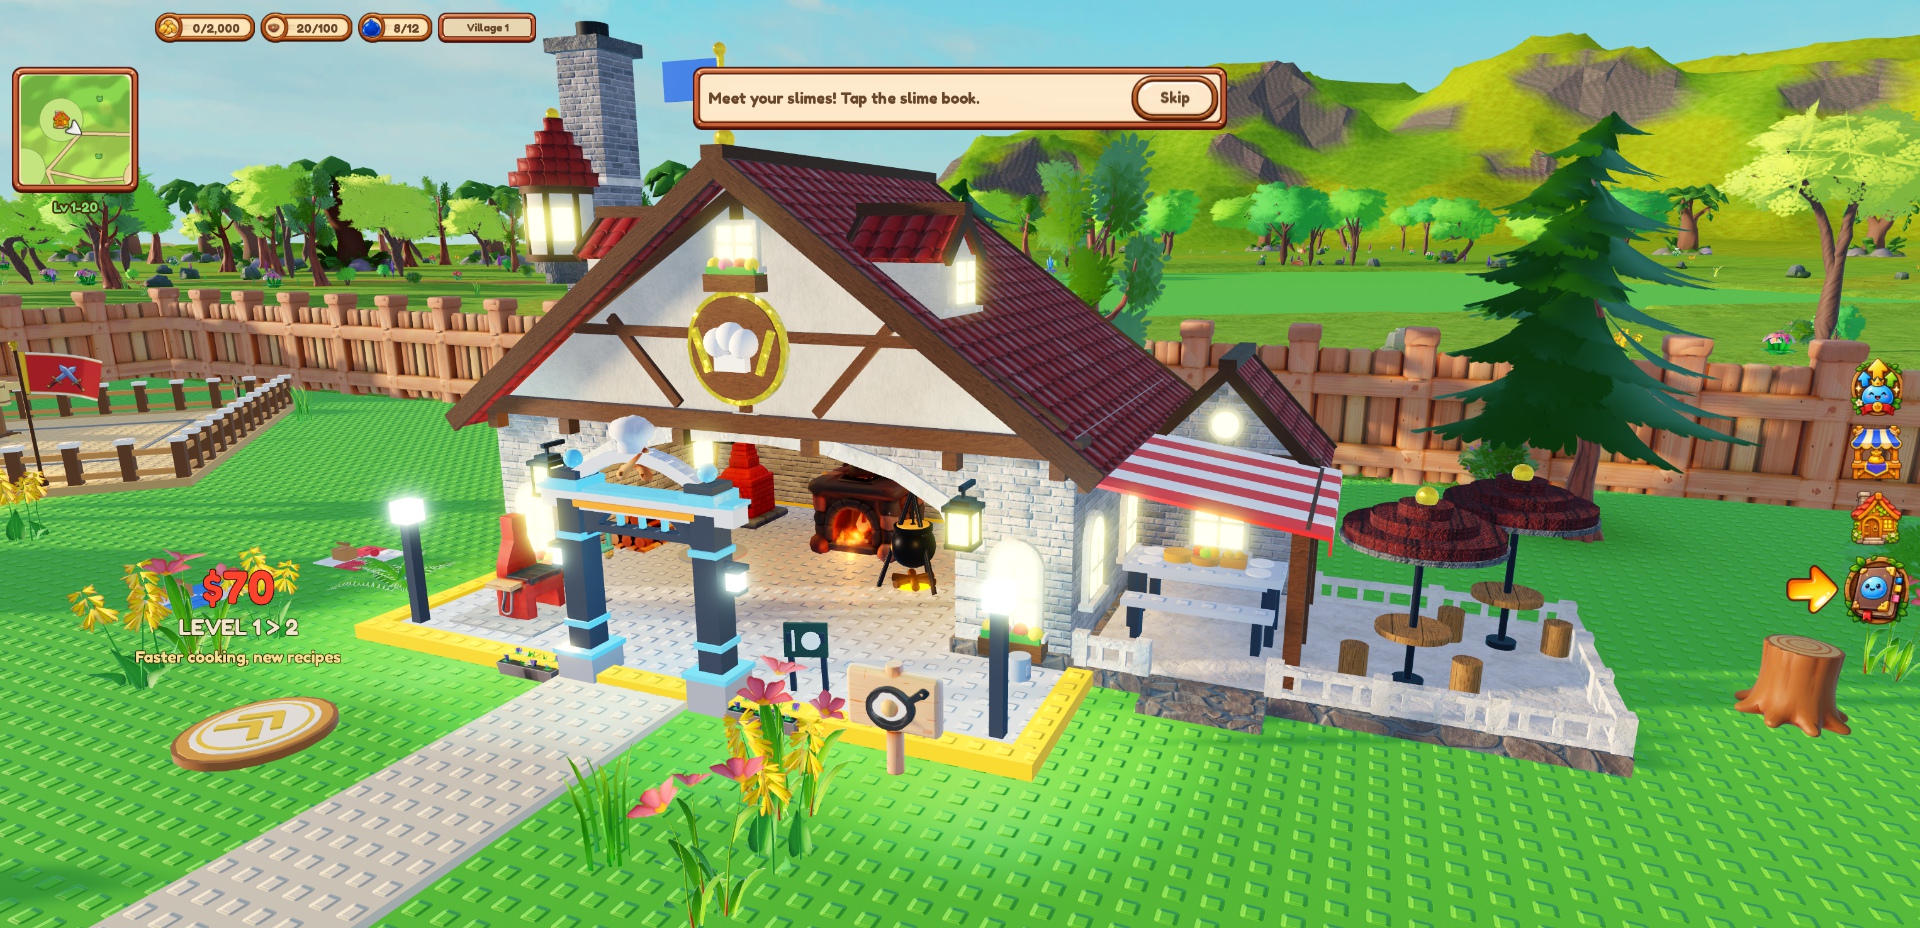 0/2,000
20/100
8/12
Village 1
Meet your slimes! Tap the slime book.
Skip
Lv 1-20
$70
LEVEL 1 > 2
Faster cooking, new recipes